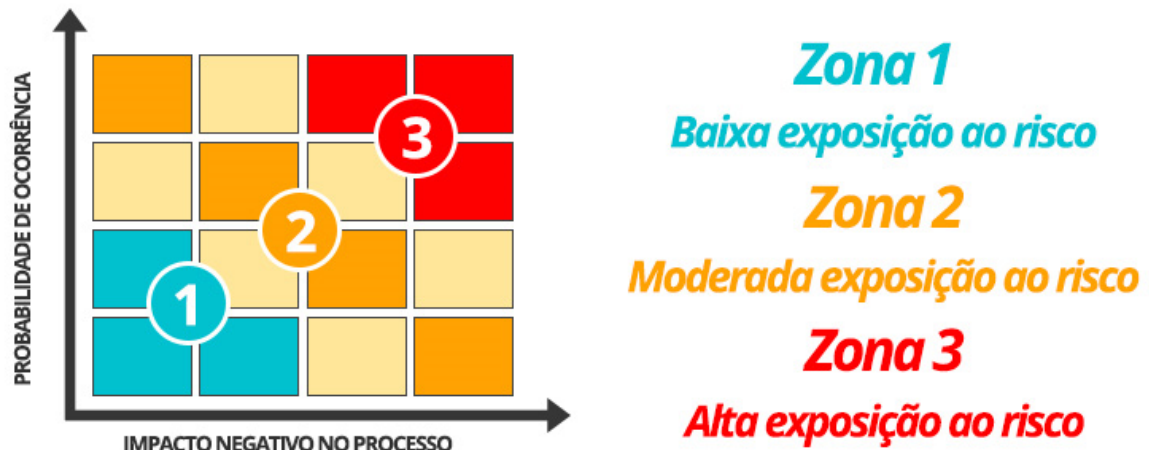 PROBABILIDADE DE OCORRÊNCIA
3
2
1
IMPACTO NEGATIVO NO PROCESSO
Zona 1
Baixa exposição ao risco
Zona 2
Moderada exposição ao risco
Zona 3
Alta exposição ao risco